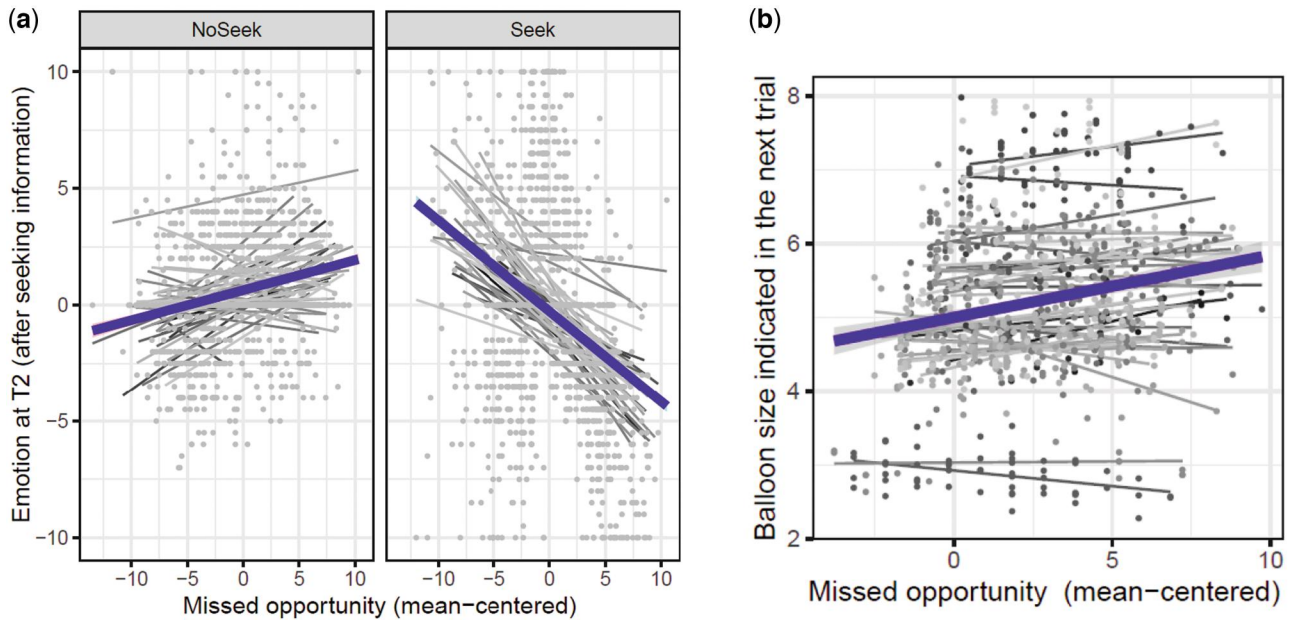 (a)
NoSeek
Seek
Emotion at T2 (after seeking information)
10
5
0
−5
−10
−10
−5
0
5
10
−10
−5
0
5
10
Missed opportunity (mean−centered)
(b)
Balloon size indicated in the next trial
8
6
4
2
0
5
10
Missed opportunity (mean−centered)